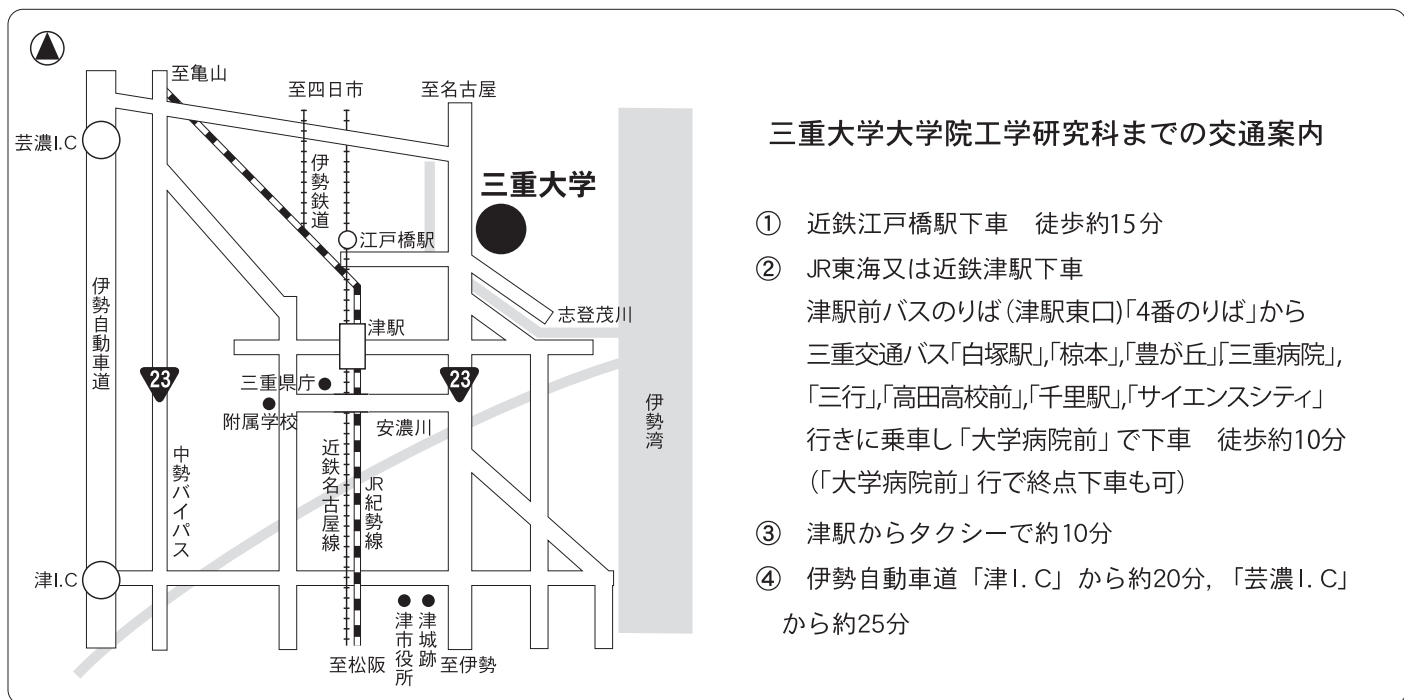 至亀山
至四日市
至名古屋
芸濃I.C
伊勢鉄道
三重大学
江戸橋駅
伊勢自動車道
志登茂川
津駅
23
23
三重県庁
附属学校
安濃川
伊勢湾
中勢バイパス
近鉄名古屋線
JR紀勢線
津I.C
津市役所
津城跡
至松阪
至伊勢
三重大学大学院工学研究科までの交通案内
① 近鉄江戸橋駅下車 徒歩約15分
② JR東海又は近鉄津駅下車
津駅前バスのりば(津駅東口)「4番のりば」から
三重交通バス「白塚駅」,「椋本」,「豊が丘」,「三重病院」,
「三行」,「高田高校前」,「千里駅」,「サイエンスシティ」
行きに乗車し「大学病院前」で下車 徒歩約10分
(「大学病院前」行で終点下車も可)
③ 津駅からタクシーで約10分
④ 伊勢自動車道「津I.C」から約20分,「芸濃I.C」
から約25分